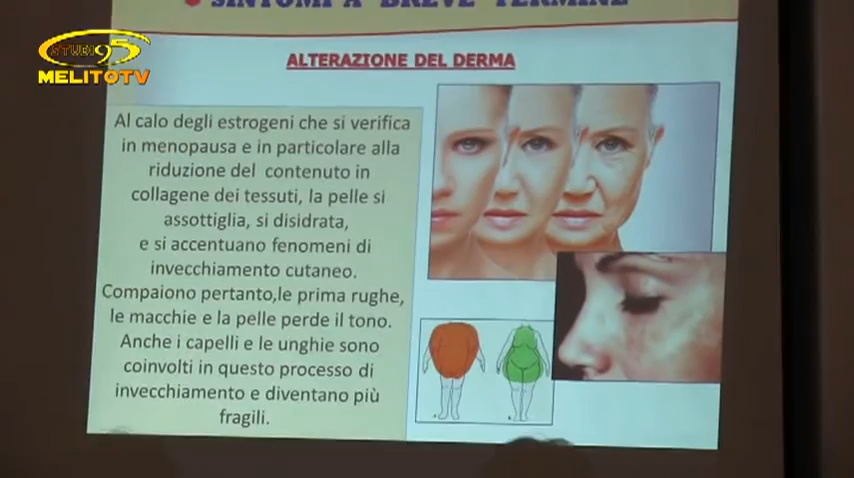 SINTOMI A BREVE TERMINE
STUDIO 95
MELITOTV
ALTERAZIONE DEL DERMA
Al calo degli estrogeni che si verifica
in menopausa e in particolare alla
riduzione del contenuto in
collagene dei tessuti, la pelle si
assottiglia, si disidrata,
e si accentuano fenomeni di
invecchiamento cutaneo.
Compaiono pertanto,le prima rughe,
le macchie e la pelle perde il tono.
Anche i capelli e le unghie sono
coinvolti in questo processo di
invecchiamento e diventano più
fragili.